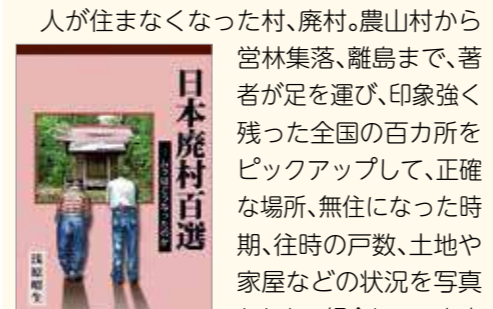 人が住まなくなった村、廃村。農山村から
営林集落、離島まで、著
者が足を運び、印象強く
残った全国の百カ所を
ピックアップして、正確
な場所、無住になった時
期、往時の戸数、土地や
家屋などの状況を写真
日本廃村百選
浅原昭生